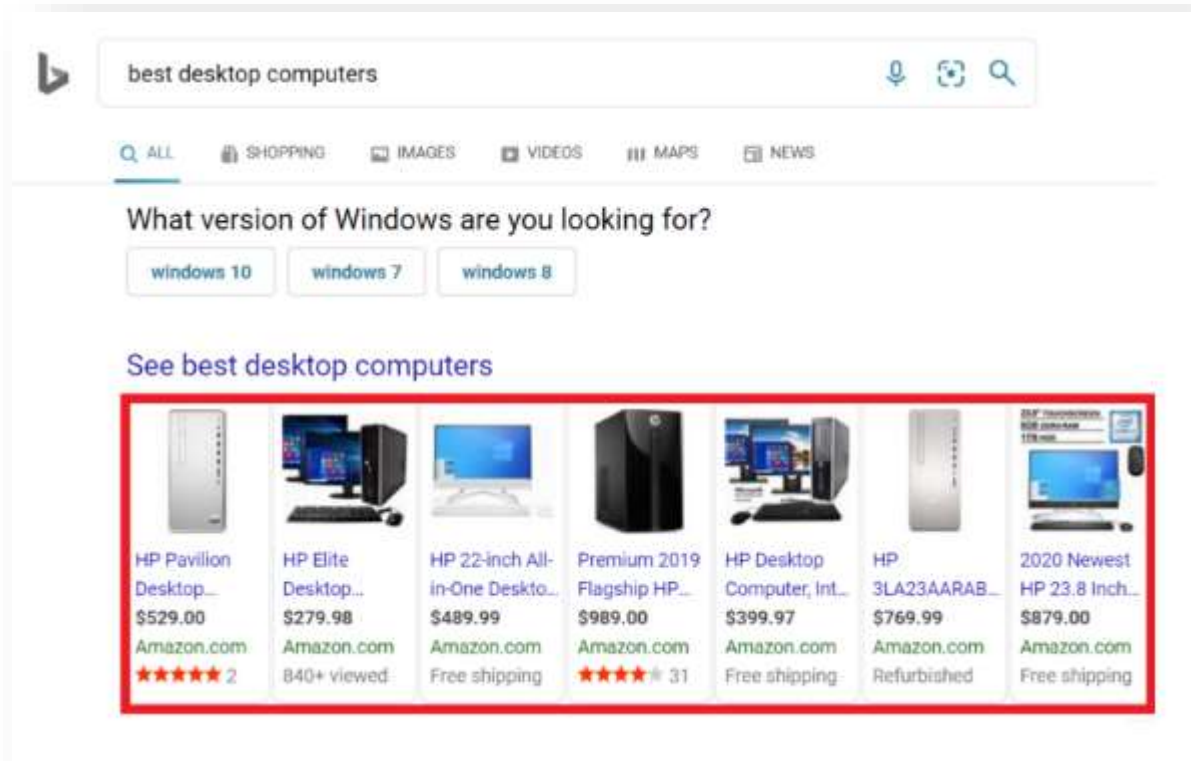 best desktop computers
ALL SHOPPING IMAGES VIDEOS MAPS NEWS
What version of Windows are you looking for?
windows 10 windows 7 windows 8
See best desktop computers
23.8" TOUCHSCREEN
1TB HDD
HP Pavilion
Desktop...
$529.00
Amazon.com
2
HP Elite
Desktop...
$279.98
Amazon.com
840+ viewed
HP 22-inch All-
in-One Deskto...
$489.99
Amazon.com
Free shipping
Premium 2019
Flagship HP...
$989.00
Amazon.com
31
HP Desktop
Computer, Int...
$399.97
Amazon.com
Free shipping
HP
3LA23AARAB...
$769.99
Amazon.com
Refurbished
2020 Newest
HP 23.8 Inch...
$879.00
Amazon.com
Free shipping